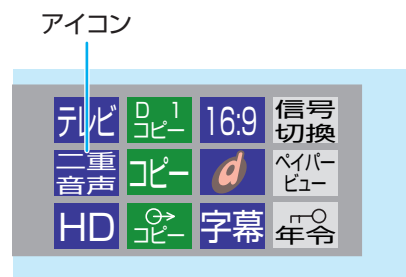 アイコン
テレビ
D 1
コピー
16:9
信号
切換
二重
音声
コピー
d
ペイパー
ビュー
HD
コピー
字幕
年令